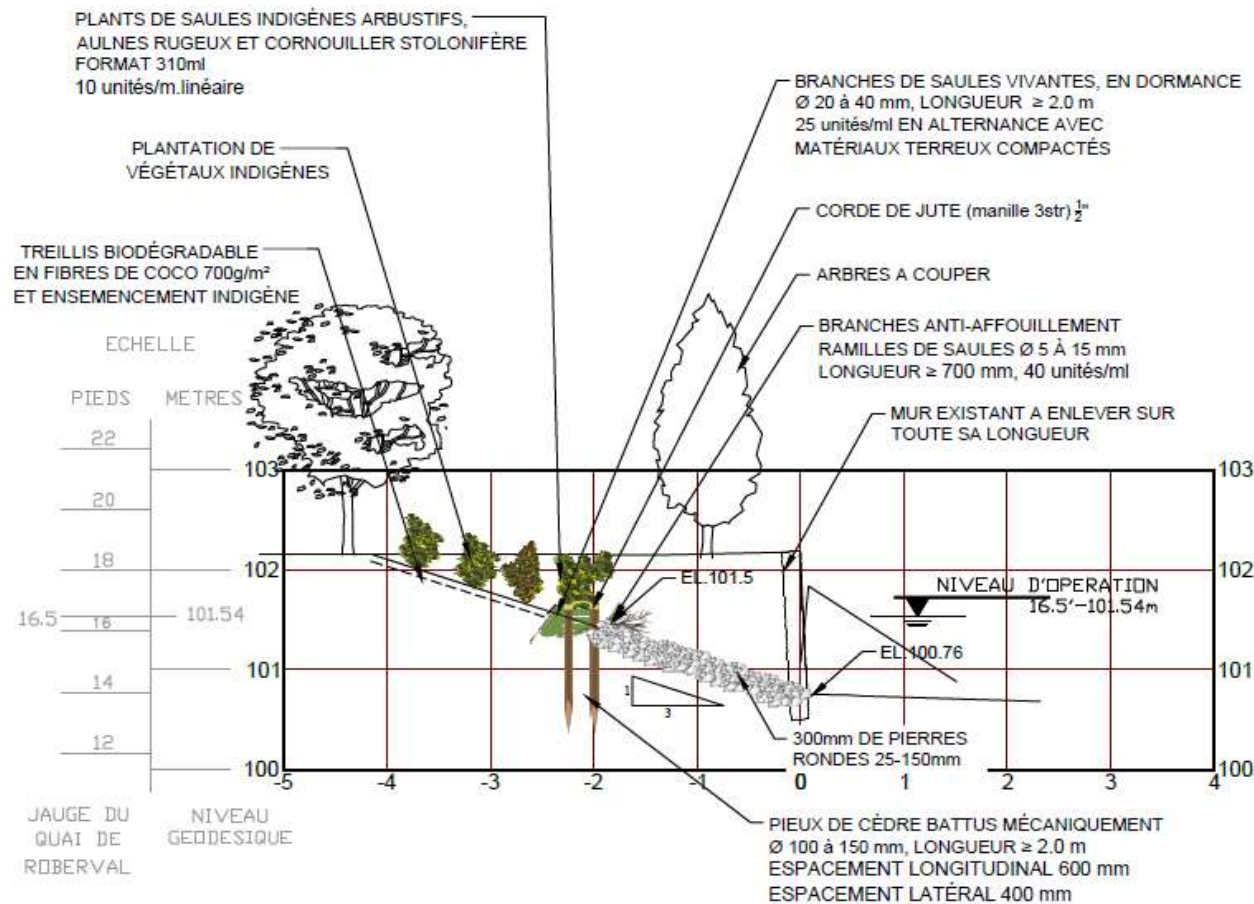 PLANTS DE SAULES INDIGÈNES ARBUSTIFS,
AULNES RUGEUX ET CORNOUILLER STOLONIFÈRE
FORMAT 310ml
10 unités/m.linéaire
PLANTATION DE
VÉGÉTAUX INDIGÈNES
TREILLIS BIODÉGRADABLE
EN FIBRES DE COCO 700g/m²
ET ENSEMENCEMENT INDIGÈNE
BRANCHES DE SAULES VIVANTES, EN DORMANCE
Ø 20 à 40 mm, LONGUEUR ≥ 2.0 m
25 unités/ml EN ALTERNANCE AVEC
MATÉRIAUX TERREUX COMPACTÉS
CORDE DE JUTE (manille 3str) 1/2"
ARBRES A COUPER
BRANCHES ANTI-AFFOUILLEMENT
RAMILLES DE SAULES Ø 5 À 15 mm
LONGUEUR ≥ 700 mm, 40 unités/ml
MUR EXISTANT A ENLEVER SUR
TOUTE SA LONGUEUR
ECHELLE
PIEDS METRES
22
20
18
16.5
16
14
12
101.54
103
102
101
100
103
102
101
100
EL.101.5
NIVEAU D'OPERATION
16.5'-101.54m
EL.100.76
1
3
300mm DE PIERRES
RONDES 25-150mm
-5 -4 -3 -2 -1 0 1 2 3 4
JAUGE DU
QUAI DE
ROBERVAL
NIVEAU
GEODESIQUE
PIEUX DE CÈDRE BATTUS MÉCANIQUEMENT
Ø 100 à 150 mm, LONGUEUR ≥ 2.0 m
ESPACEMENT LONGITUDINAL 600 mm
ESPACEMENT LATÉRAL 400 mm